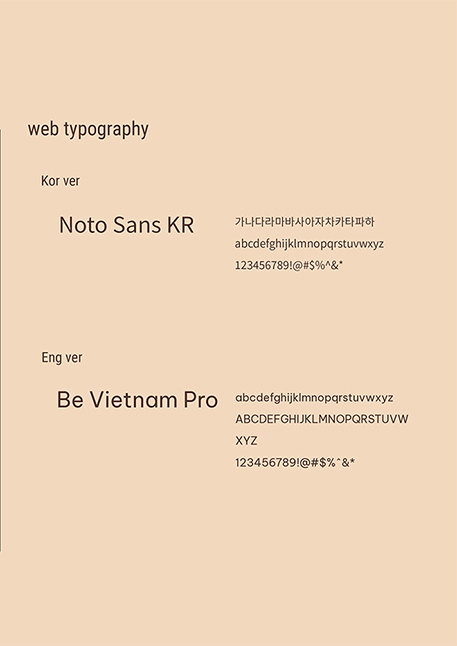 web typography
Kor ver
Noto Sans KR
가나다라마바사아자차카타파하
abcdefghijklmnopqrstuvwxyz
123456789!@#$%^&*
Eng ver
Be Vietnam Pro
abcdefghijklmnopqrstuvwxyz
ABCDEFGHIJKLMNOPQRSTUVW
XYZ
123456789!@#$%^&*